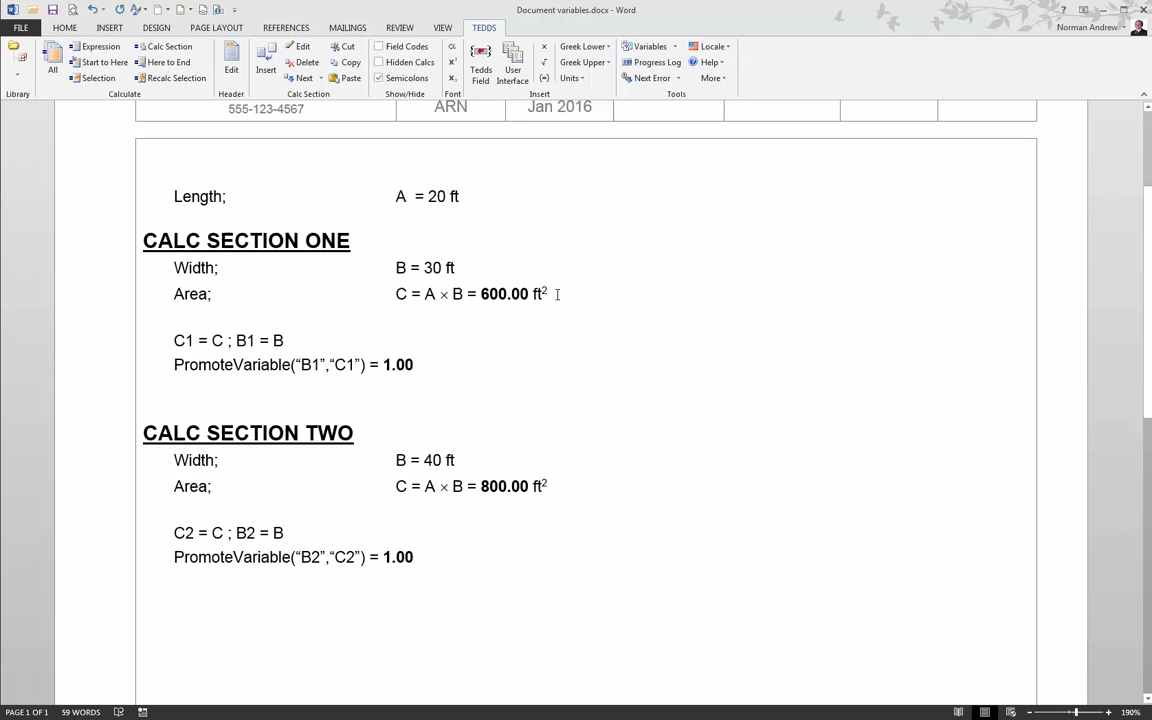 Document variables.docx - Word
Norman Andrew
FILE HOME INSERT DESIGN PAGE LAYOUT REFERENCES MAILINGS REVIEW VIEW TEDDS
Expression Calc Section Edit Cut Field Codes α × Greek Lower Variables Locale
All Start to Here Here to End Edit Insert Delete Copy Hidden Calcs x² Tedds Field User Interface √ Greek Upper Progress Log Help
Selection Recalc Section Next Paste Semicolons x₂ Units Next Error More
Library Calculate Header Calc Section Show/Hide Font Insert Tools
555-123-4567 ARN Jan 2016
Length; A = 20 ft
CALC SECTION ONE
Width; B = 30 ft
Area; C = A × B = 600.00 ft²
C1 = C ; B1 = B
PromoteVariable(“B1”,“C1”) = 1.00
CALC SECTION TWO
Width; B = 40 ft
Area; C = A × B = 800.00 ft²
C2 = C ; B2 = B
PromoteVariable(“B2”,“C2”) = 1.00
PAGE 1 OF 1 59 WORDS 190%